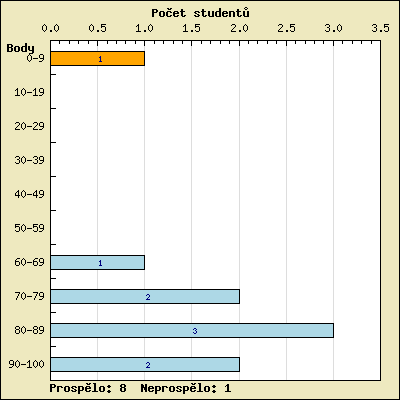 Počet studentů
0.0 0.5 1.0 1.5 2.0 2.5 3.0 3.5
Body
0-9 1
10-19
20-29
30-39
40-49
50-59
60-69 1
70-79 2
80-89 3
90-100 2
Prospělo: 8 Neprospělo: 1